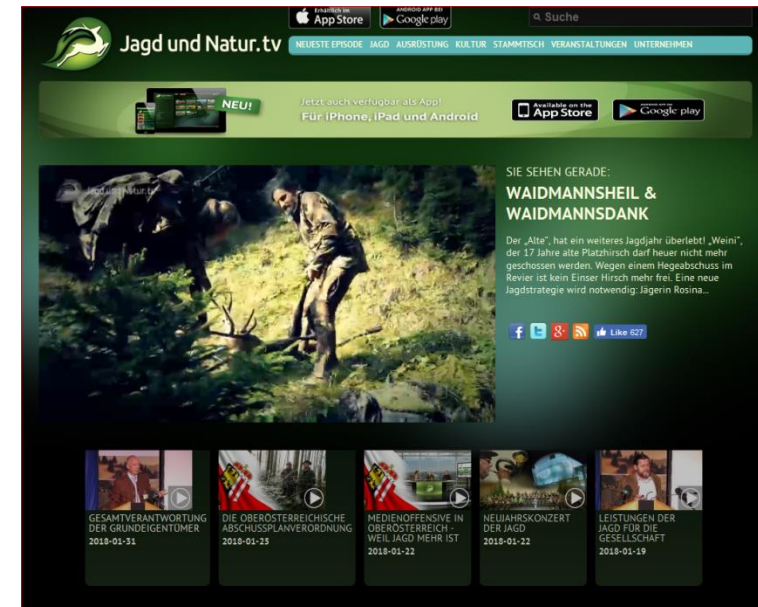 Erhältlich im
App Store
ANDROID APP BEI
Google play
Suche
Jagd und Natur.tv
NEUESTE EPISODE JAGD AUSRÜSTUNG KULTUR STAMMTISCH VERANSTALTUNGEN UNTERNEHMEN
NEU!
Jetzt auch verfügbar als App!
Für iPhone, iPad und Android
Available on the
App Store
Google play
Jagd und Natur.tv
SIE SEHEN GERADE:
WAIDMANNSHEIL &
WAIDMANNSDANK
Der „Alte", hat ein weiteres Jagdjahr überlebt! „Weini",
der 17 Jahre alte Platzhirsch darf heuer nicht mehr
geschossen werden. Wegen einem Hegeabschuss im
Revier ist kein Einser Hirsch mehr frei. Eine neue
Jagdstrategie wird notwendig: Jägerin Rosina...
Like 627
GESAMTVERANTWORTUNG
DER GRUNDEIGENTÜMER
2018-01-31
DIE OBERÖSTERREICHISCHE
ABSCHUSSPLANVERORDNUNG
2018-01-25
MEDIENOFFENSIVE IN
OBERÖSTERREICH -
WEIL JAGD MEHR IST
2018-01-22
NEUJAHRSKONZERT
DER JAGD
2018-01-22
LEISTUNGEN DER
JAGD FÜR DIE
GESELLSCHAFT
2018-01-19